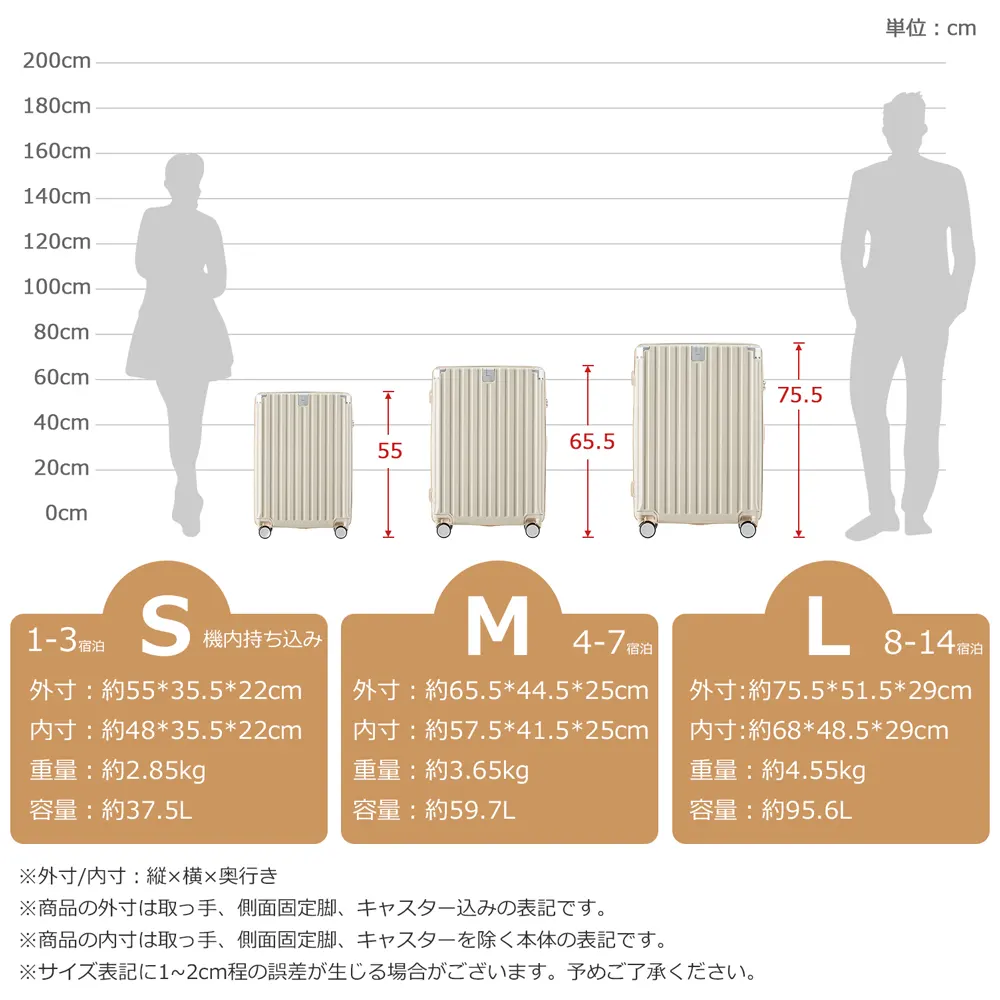 単位：cm
200cm
180cm
160cm
140cm
120cm
100cm
80cm
60cm
40cm
20cm
0cm
55
65.5
75.5
1-3宿泊 S 機内持ち込み
外寸：約55*35.5*22cm
内寸：約48*35.5*22cm
重量：約2.85kg
容量：約37.5L
M 4-7宿泊
外寸：約65.5*44.5*25cm
内寸：約57.5*41.5*25cm
重量：約3.65kg
容量：約59.7L
L 8-14宿泊
外寸:約75.5*51.5*29cm
内寸:約68*48.5*29cm
重量：約4.55kg
容量：約95.6L
※外寸/内寸：縦×横×奥行き
※商品の外寸は取っ手、側面固定脚、キャスター込みの表記です。
※商品の内寸は取っ手、側面固定脚、キャスターを除く本体の表記です。
※サイズ表記に1~2cm程の誤差が生じる場合がございます。予めご了承ください。